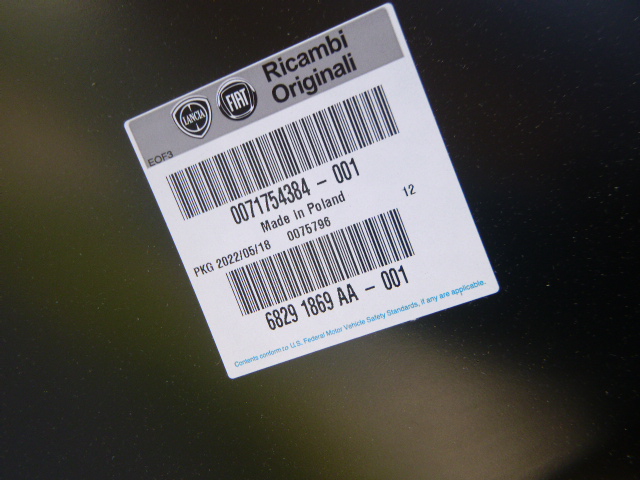 LANCIA
FIAT
Ricambi
Originali
EOF3
0071754384 - 001
Made in Poland
PKG 2022/05/18 0075796 12
6829 1869 AA - 001
Contents conform to U.S. Federal Motor Vehicle Safety Standards, if any are applicable.